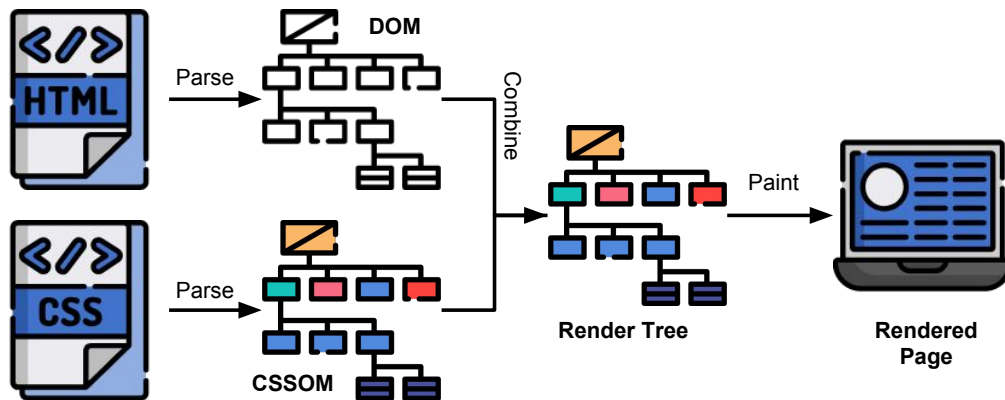 </>
HTML
Parse
DOM
Combine
</>
CSS
Parse
CSSOM
Render Tree
Paint
Rendered
Page